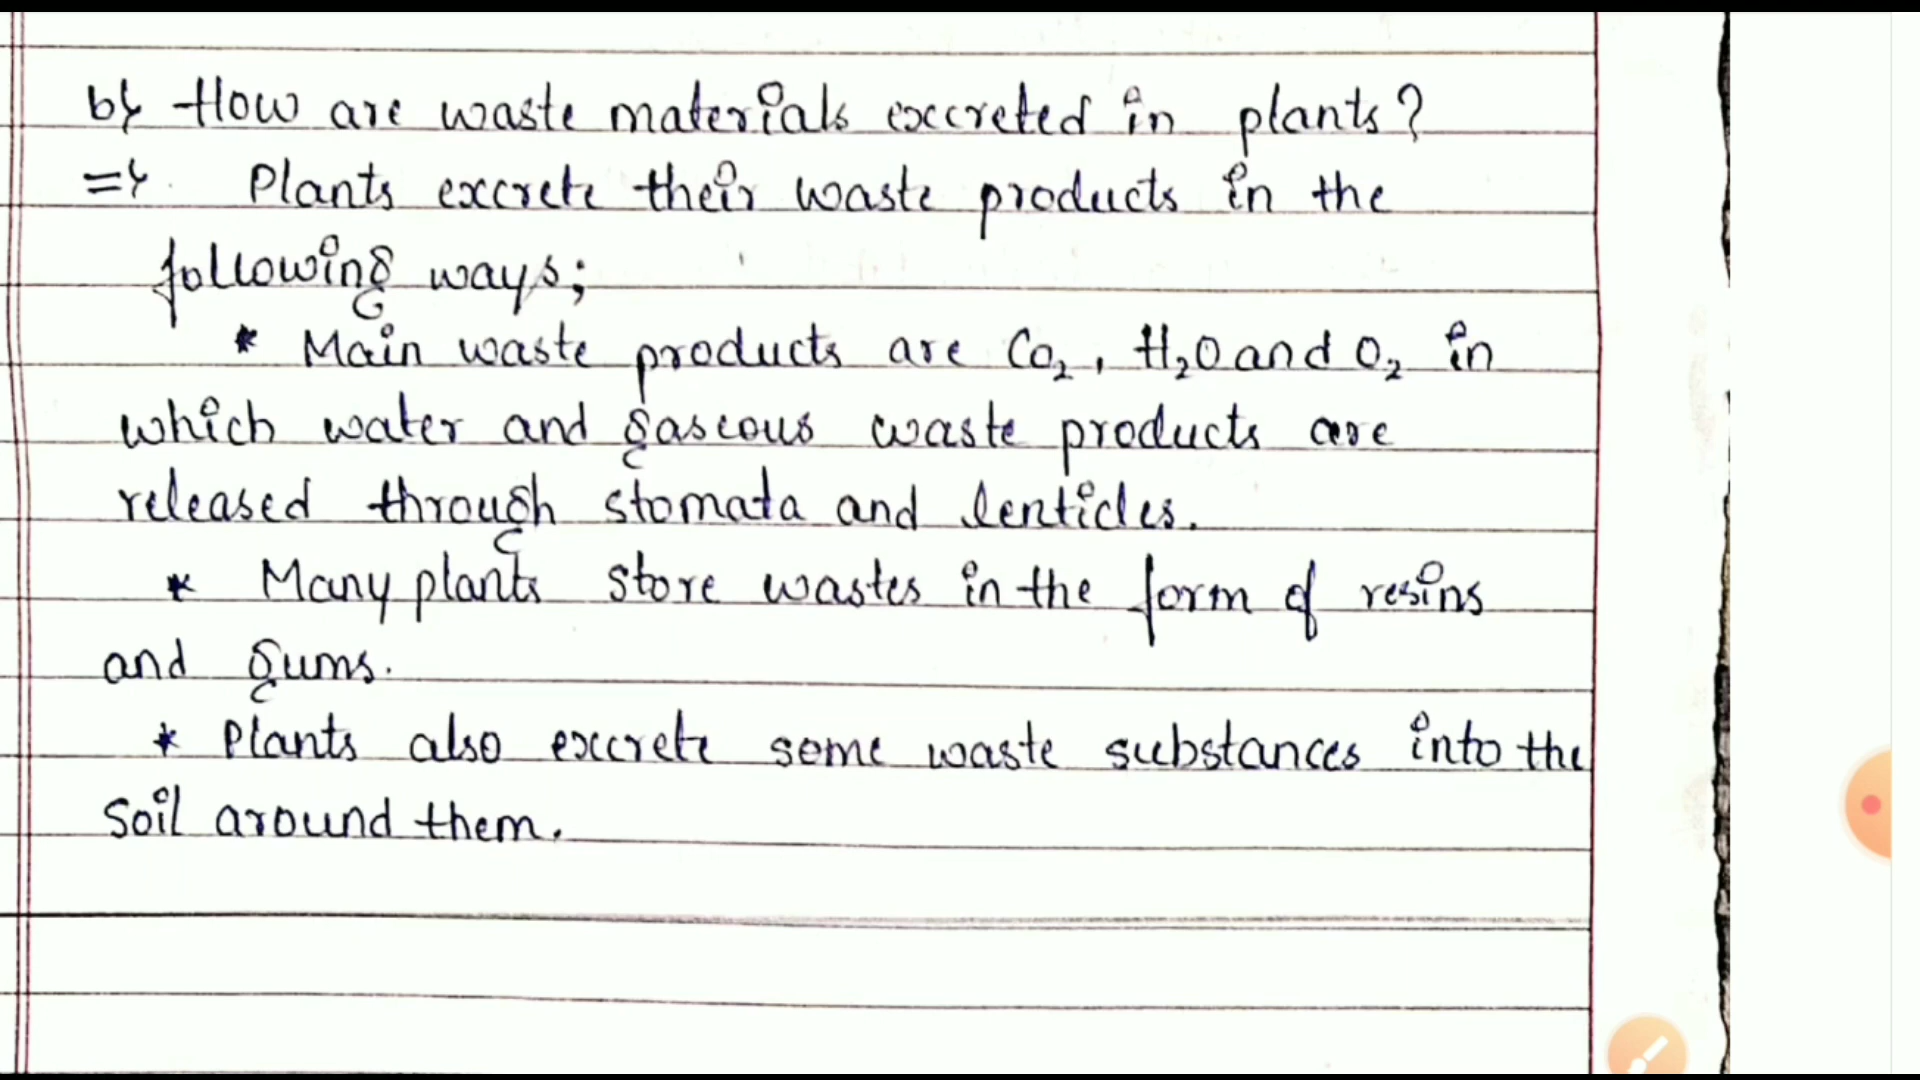 b) How are waste materials excreted in plants?
=> Plants excrete their waste products in the
following ways;
* Main waste products are Co₂, H₂O and O₂ in
which water and gaseous waste products are
released through stomata and lenticles.
* Many plants store wastes in the form of resins
and gums.
* Plants also excrete some waste substances into the
soil around them.